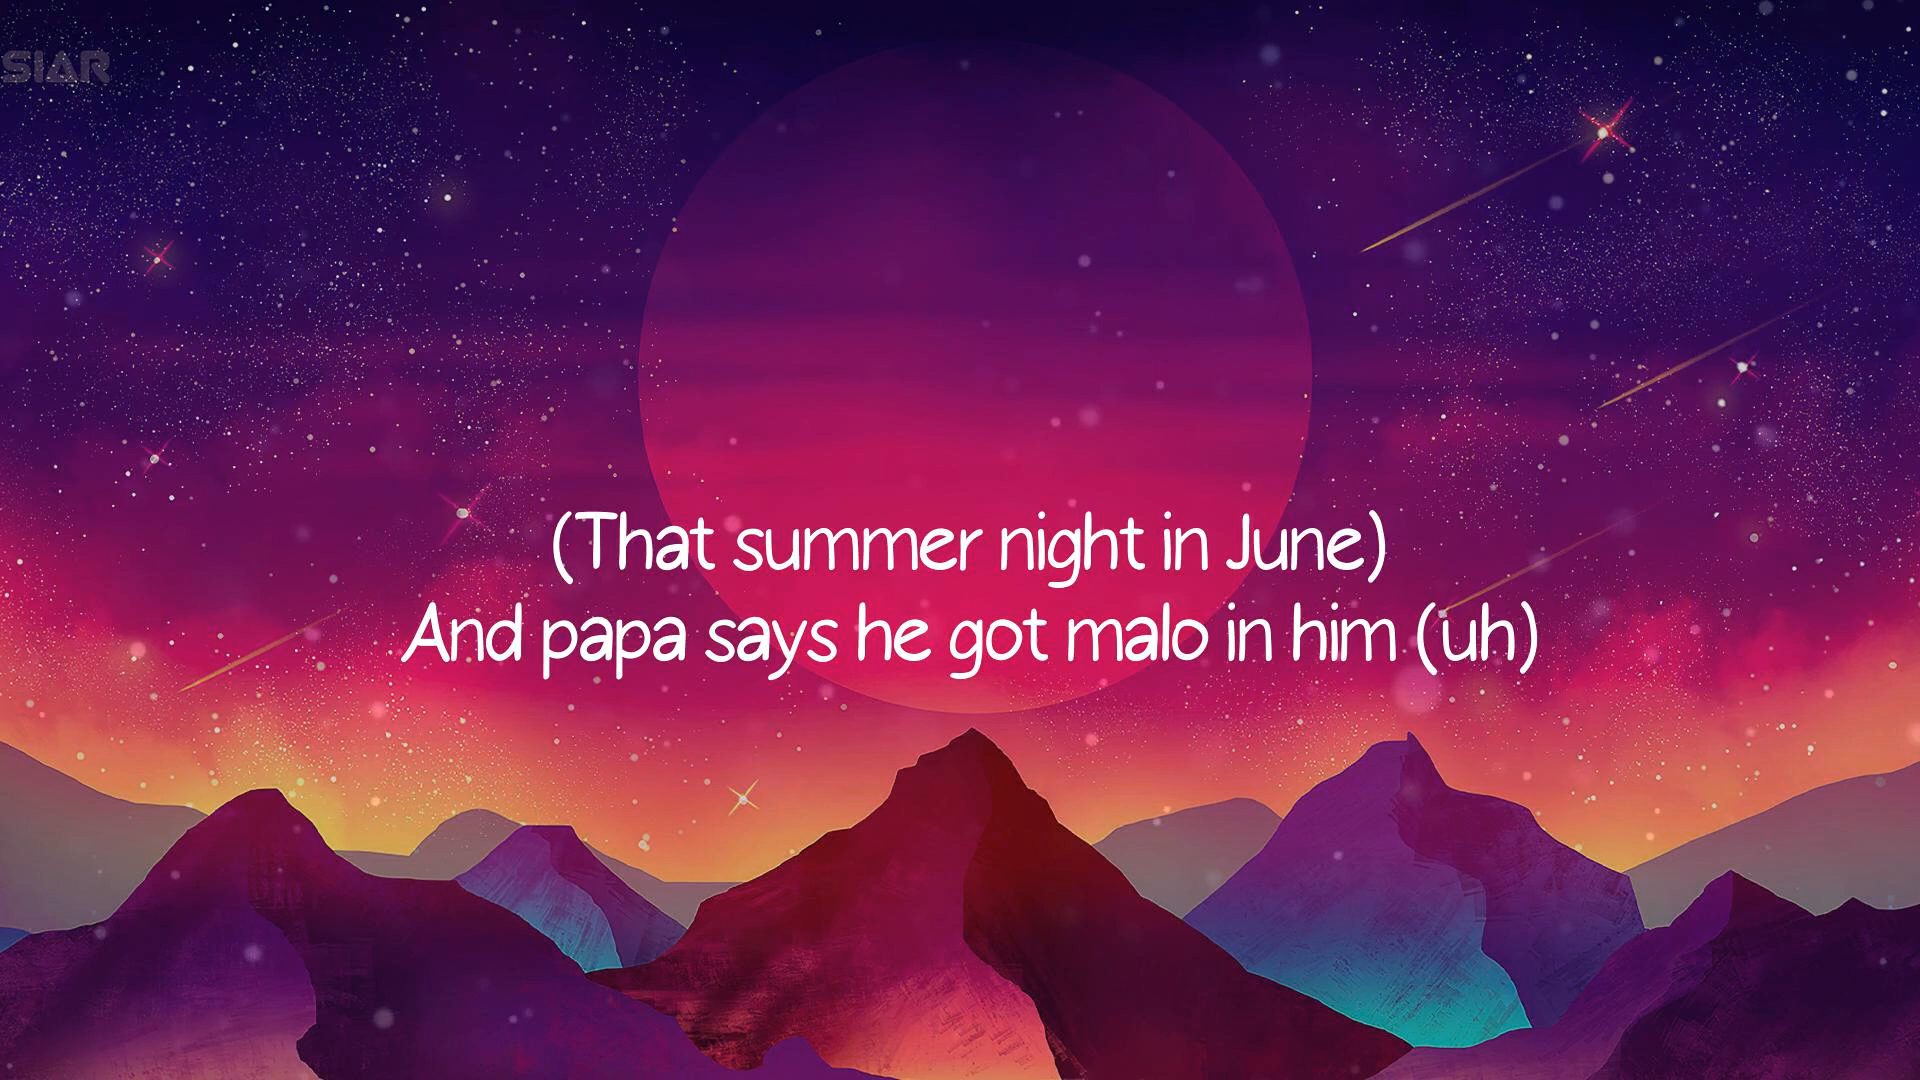 SIAR
(That summer night in June)
And papa says he got malo in him (uh)